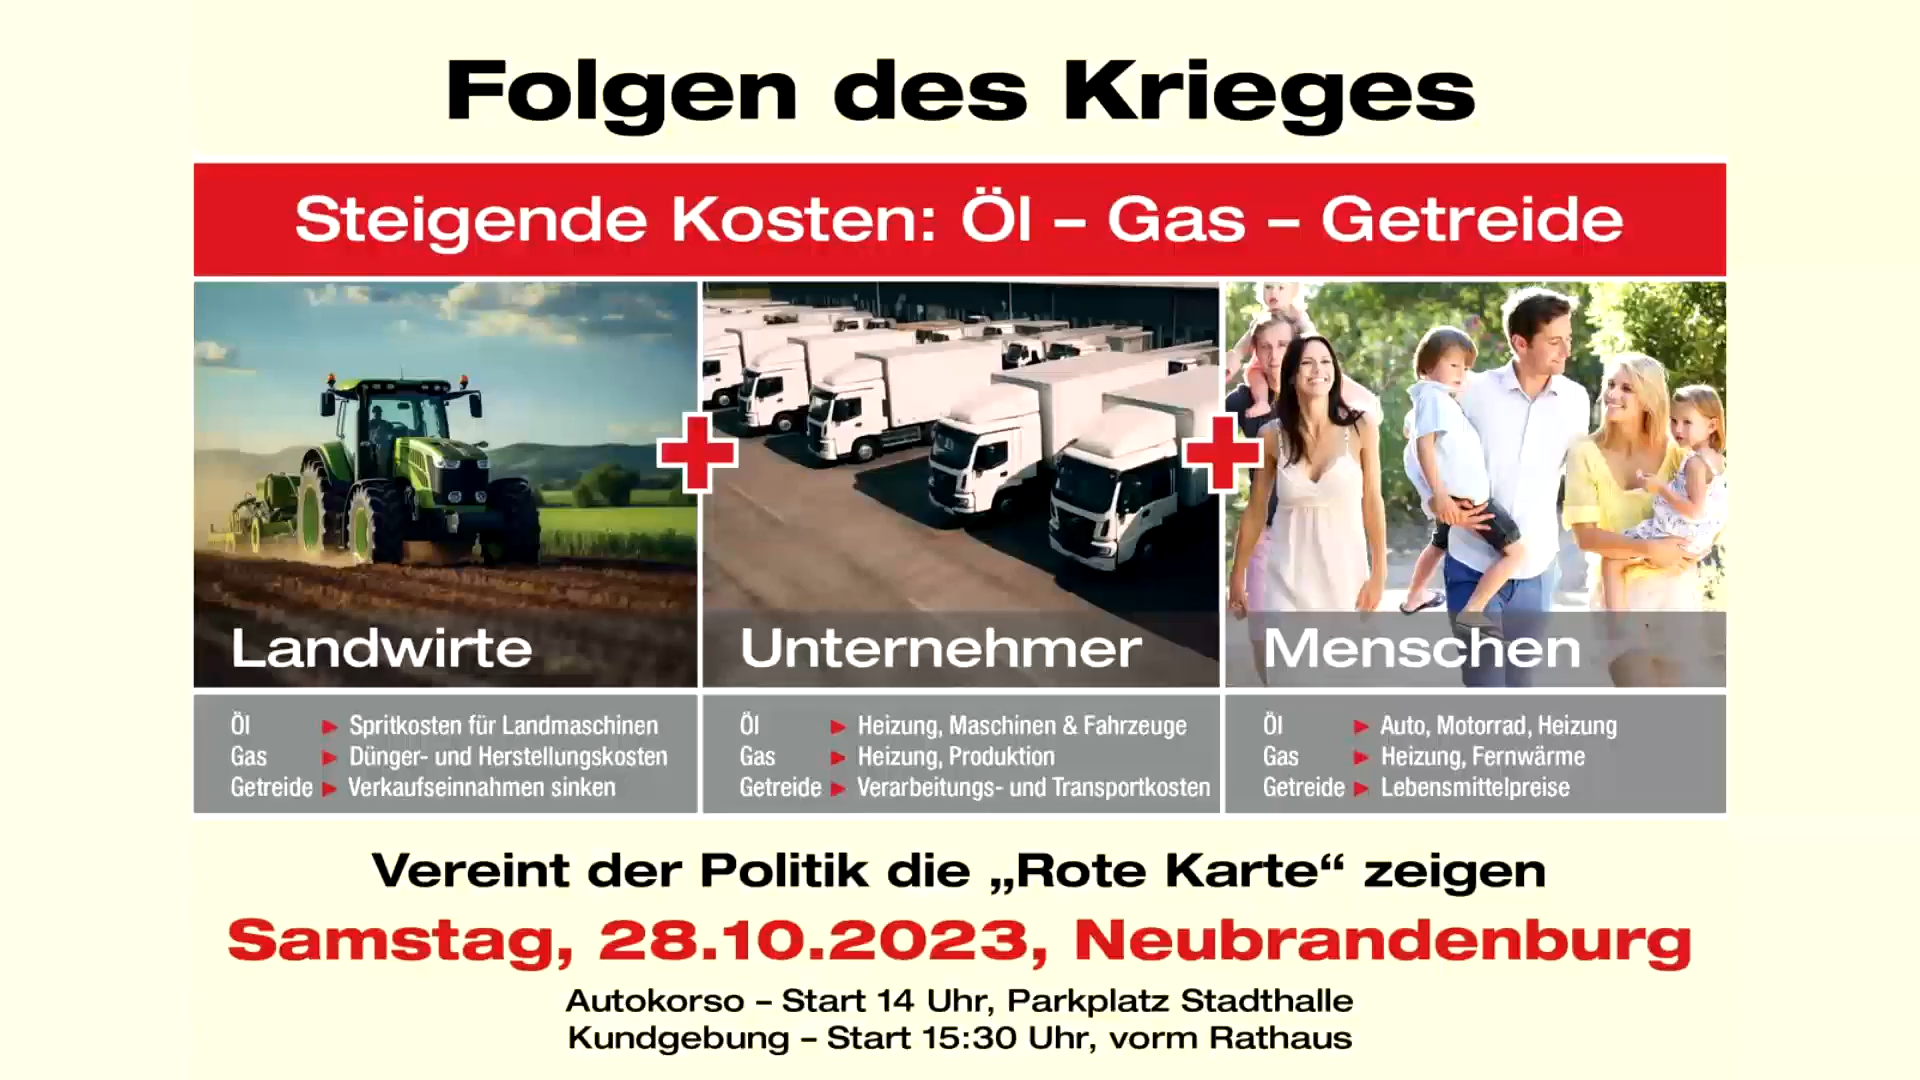 Folgen des Krieges
Steigende Kosten: Öl – Gas – Getreide
Landwirte
Öl ► Spritkosten für Landmaschinen
Gas ► Dünger- und Herstellungskosten
Getreide ► Verkaufseinnahmen sinken
Unternehmer
Öl ► Heizung, Maschinen & Fahrzeuge
Gas ► Heizung, Produktion
Getreide ► Verarbeitungs- und Transportkosten
Menschen
Öl ► Auto, Motorrad, Heizung
Gas ► Heizung, Fernwärme
Getreide ► Lebensmittelpreise
Vereint der Politik die „Rote Karte“ zeigen
Samstag, 28.10.2023, Neubrandenburg
Autokorso – Start 14 Uhr, Parkplatz Stadthalle
Kundgebung – Start 15:30 Uhr, vorm Rathaus